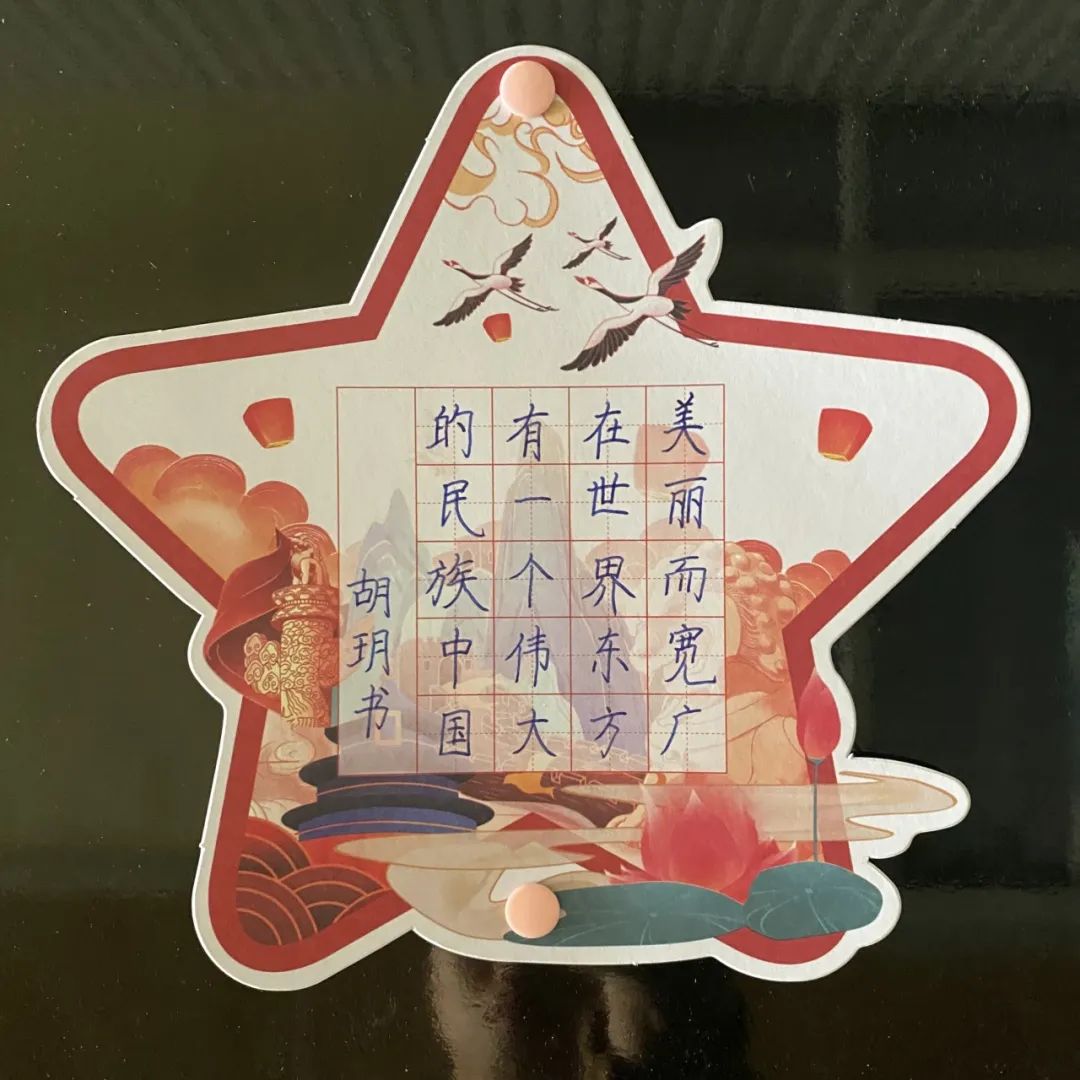 美丽而宽广
在世界东方
有一个伟大
的民族中国
胡玥书